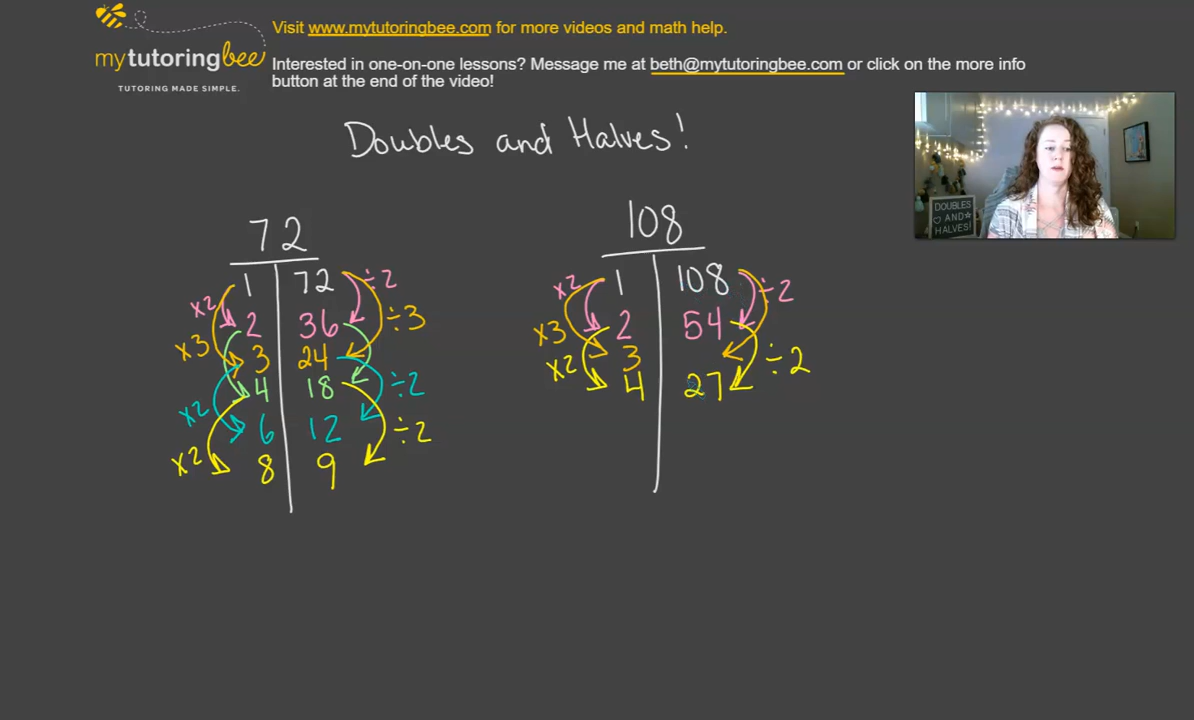 mytutoringbee
TUTORING MADE SIMPLE.
Visit www.mytutoringbee.com for more videos and math help.
Interested in one-on-one lessons? Message me at beth@mytutoringbee.com or click on the more info
button at the end of the video!
Doubles and Halves!
DOUBLES
AND
HALVES!
72
1 72 ÷2
x2 2 36 ÷3
x3 3 24
4 18 ÷2
x2 6 12 ÷2
x2 8 9
108
x2 1 108 ÷2
x3 2 54
x2 3 ÷2
4 27